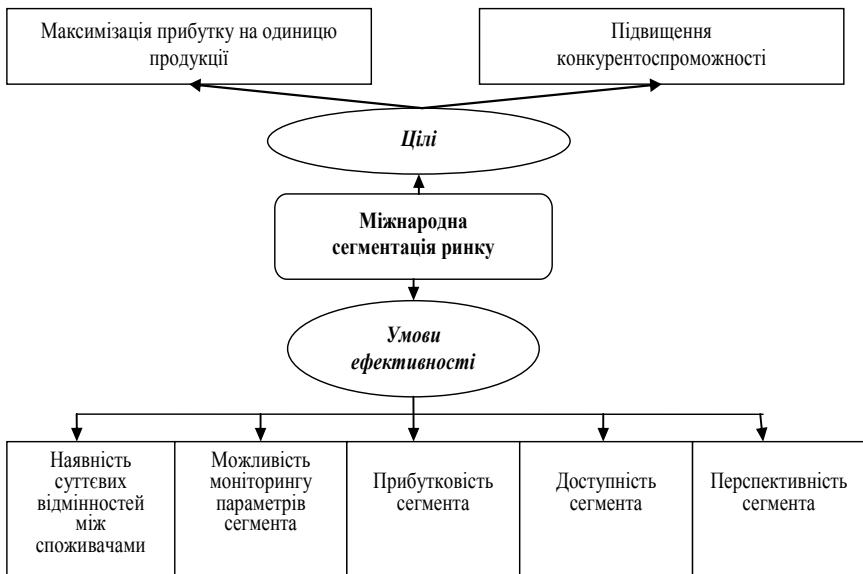 Максимізація прибутку на одиницю
продукції
Підвищення
конкурентоспроможності
Цілі
Міжнародна
сегментація ринку
Умови
ефективності
Наявність
суттєвих
відмінностей
між
споживачами
Можливість
моніторингу
параметрів
сегмента
Прибутковість
сегмента
Доступність
сегмента
Перспективність
сегмента